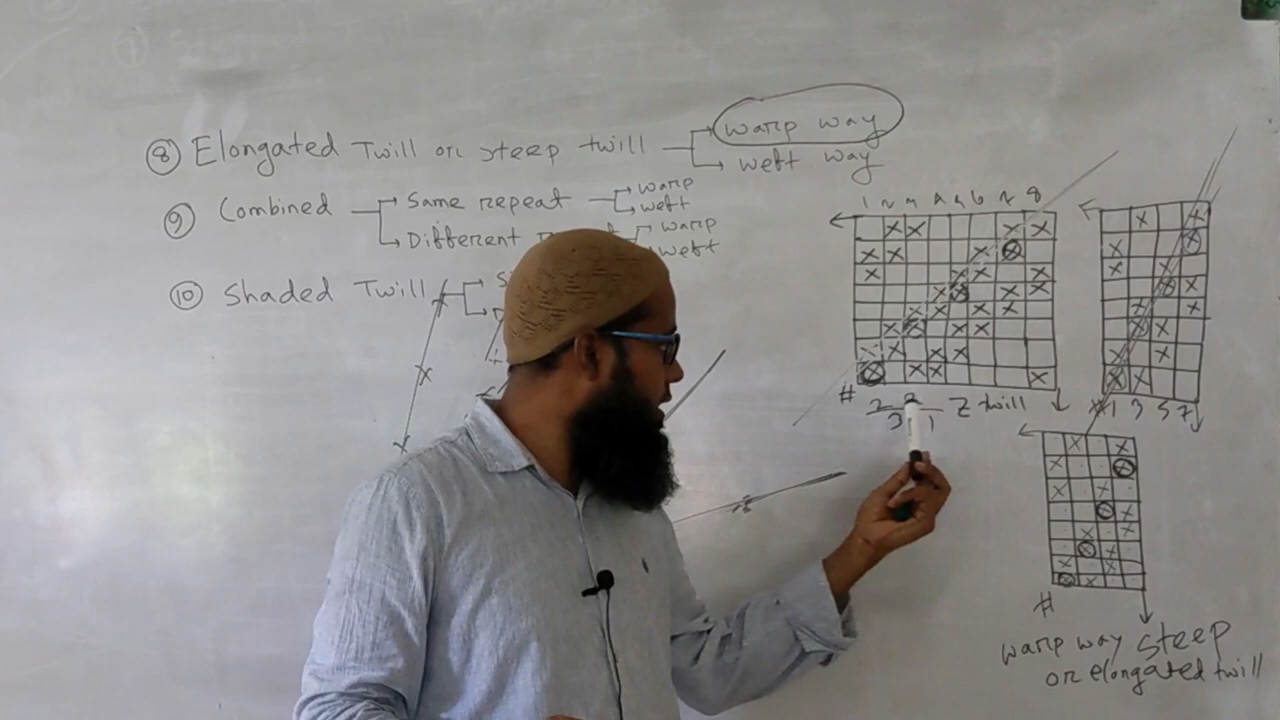 ⑧ Elongated Twill or steep twill → warp way
→ weft way
⑨ Combined → Same repeat → warp
→ weft
→ Different → warp
→ weft
⑩ Shaded Twill
1 2 3 4 5 6 7 8
# 2 2
3 1 Z twill
1 3 5 7
#
warp way steep
or elongated twill